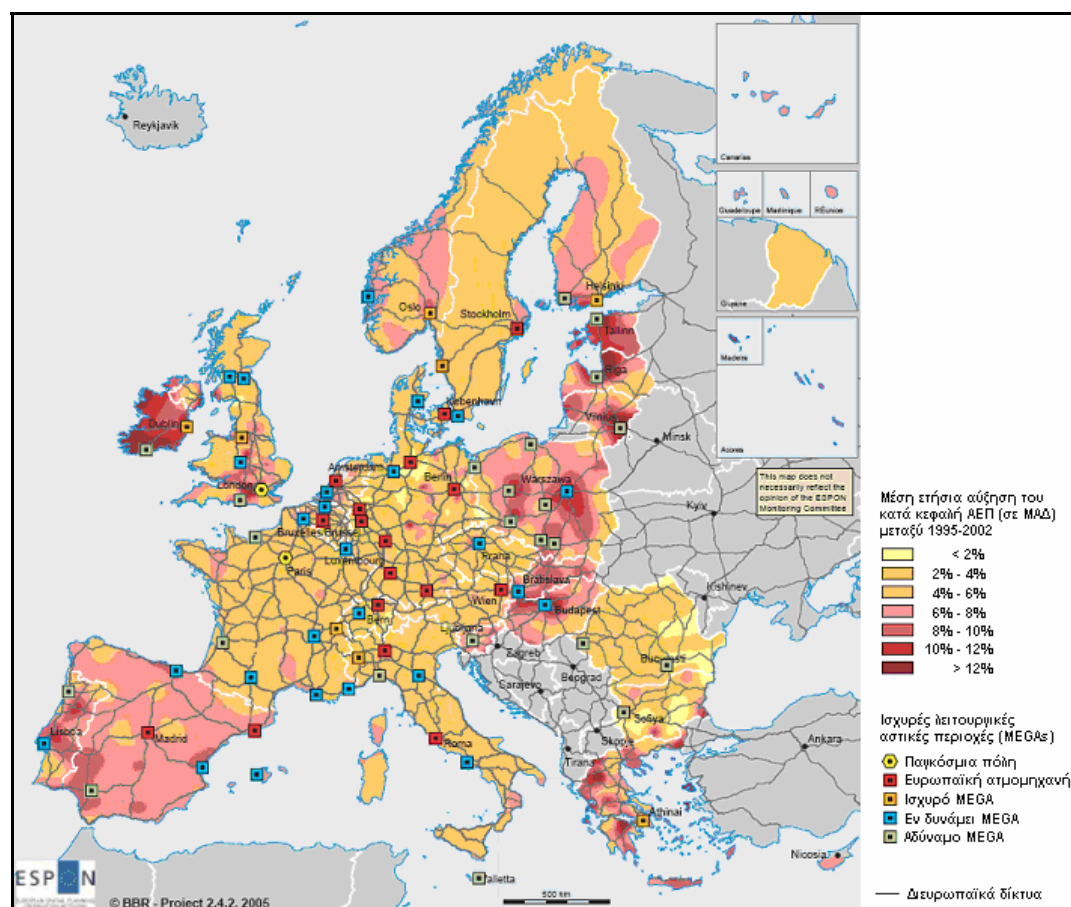 Reykjavik
Canarias
Guadeloupe
Martinique
REunion
Guyane
Madeira
Acores
Oslo
Stockholm
Helsinki
Tallinn
Riga
Dublin
København
Vilnius
Minsk
London
Amsterdam
Berlin
Warszawa
This map does not
necessarily reflect the
opinion of the ESPON
Monitoring Committee
Bruxelles/Brussel
Kyiv
Luxembourg
Praha
Paris
Bratislava
Kishinev
Wien
Budapest
Bern
Ljubljana
Zagreb
Bucuresti
Beograd
Sarajevo
Sofiya
Lisboa
Madrid
Roma
Skopje
Ankara
Tirana
Athinai
Nicosia
Valletta
500 km
ESPON
© BBR - Project 2.4.2, 2005
Μέση ετήσια αύξηση του
κατά κεφαλή ΑΕΠ (σε ΜΑΔ)
μεταξύ 1995-2002
< 2%
2% - 4%
4% - 6%
6% - 8%
8% - 10%
10% - 12%
> 12%
Ισχυρές λειτουργικές
αστικές περιοχές (MEGAs)
Παγκόσμια πόλη
Ευρωπαϊκή ατμομηχανή
Ισχυρό MEGA
Εν δυνάμει MEGA
Αδύναμο MEGA
Διευρωπαϊκά δίκτυα